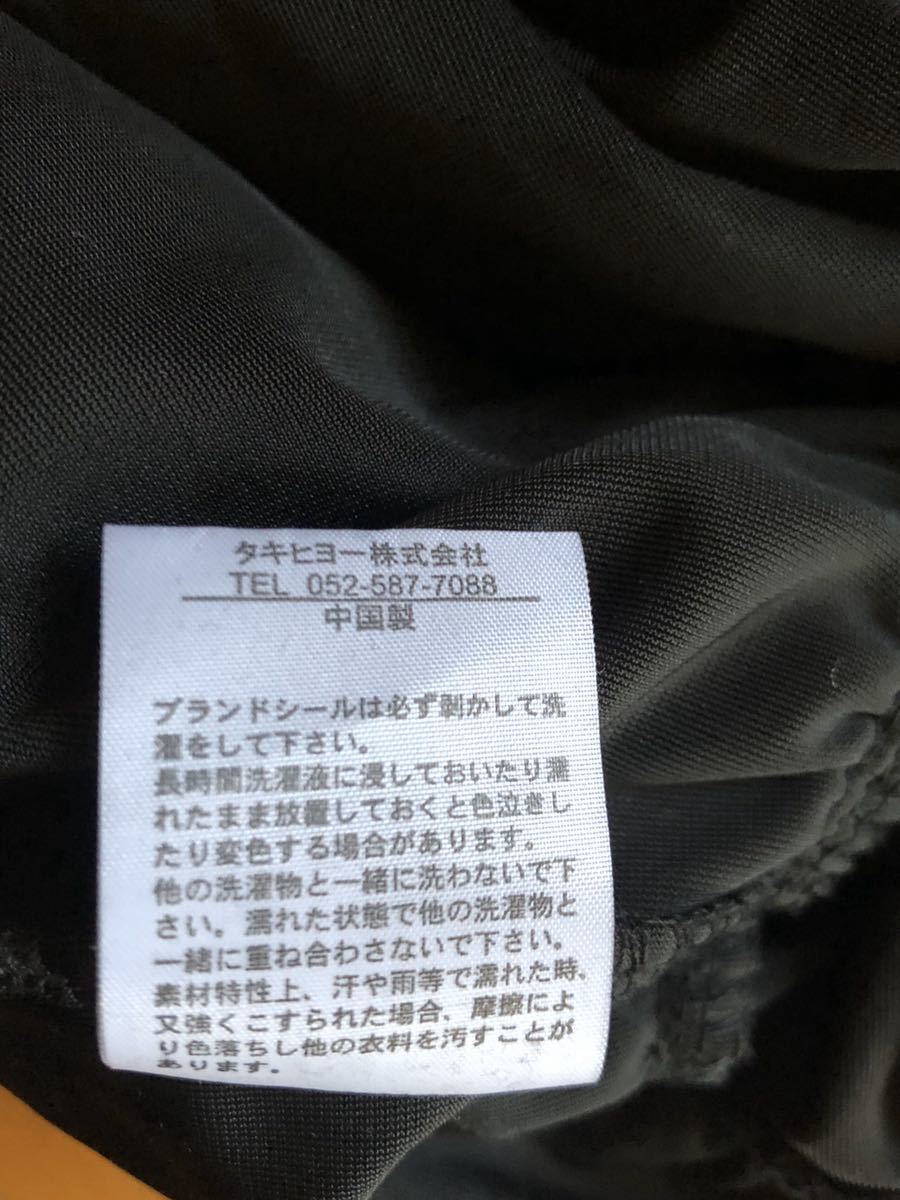 タキヒヨー株式会社
TEL 052-587-7088
中国製
ブランドシールは必ず剥がして洗
濯をして下さい。
長時間洗濯液に浸しておいたり濡
れたまま放置しておくと色泣きし
たり変色する場合があります。
他の洗濯物と一緒に洗わないで下
さい。濡れた状態で他の洗濯物と
一緒に重ね合わさないで下さい。
素材特性上、汗や雨等で濡れた時、
又強くこすられた場合、摩擦によ
り色落ちし他の衣料を汚すことが
あります。